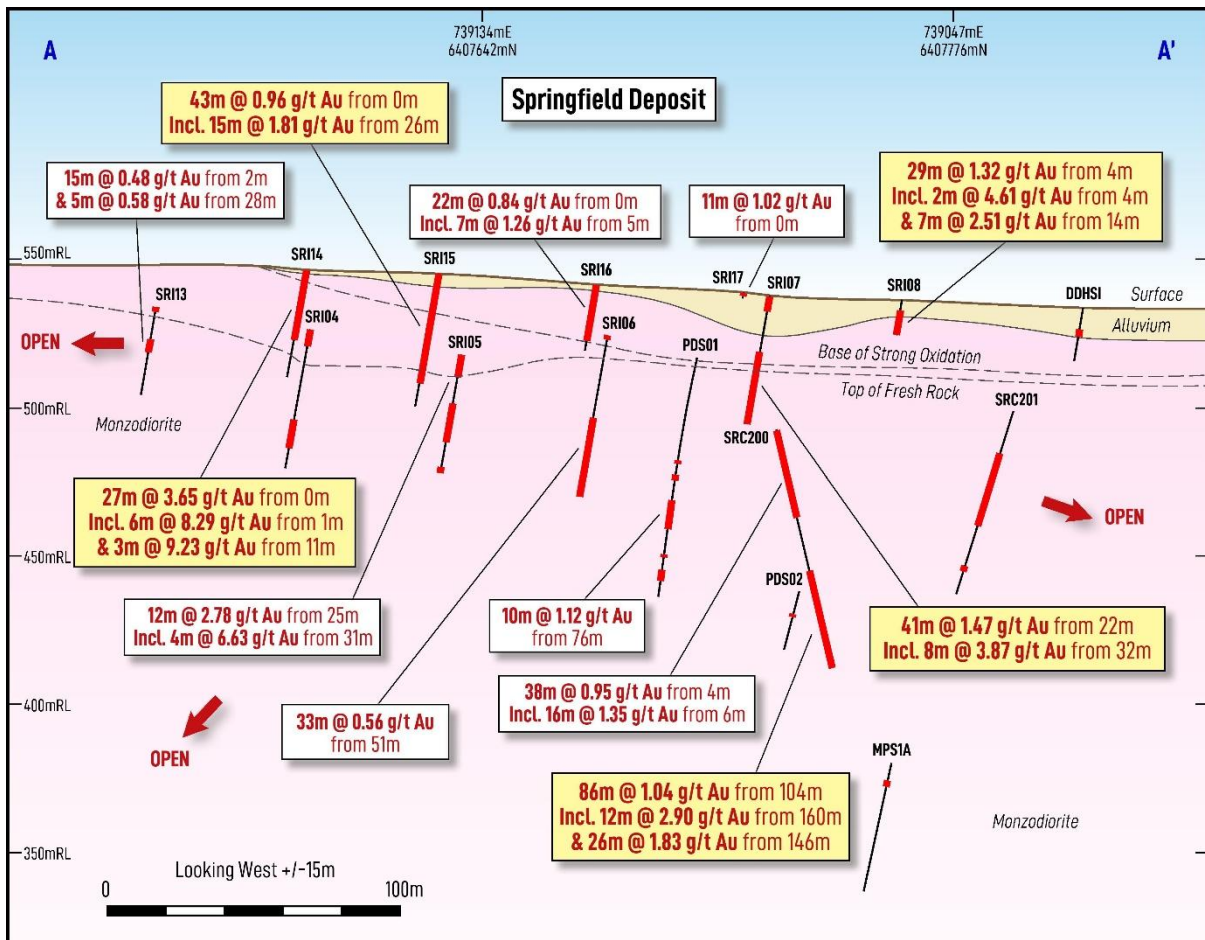 739134mE
6407642mN
739047mE
6407776mN
A
A'
Springfield Deposit
43m @ 0.96 g/t Au from 0m
Incl. 15m @ 1.81 g/t Au from 26m
15m @ 0.48 g/t Au from 2m
& 5m @ 0.58 g/t Au from 28m
22m @ 0.84 g/t Au from 0m
Incl. 7m @ 1.26 g/t Au from 5m
11m @ 1.02 g/t Au
from 0m
29m @ 1.32 g/t Au from 4m
Incl. 2m @ 4.61 g/t Au from 4m
& 7m @ 2.51 g/t Au from 14m
550mRL
SRI14
SRI15
SRI16
SRI17
SRI07
SRI08
DDHSI
Surface
Alluvium
SRI13
SRI04
SRI05
SRI06
PDS01
Base of Strong Oxidation
Top of Fresh Rock
OPEN
500mRL
Monzodiorite
SRC200
SRC201
27m @ 3.65 g/t Au from 0m
Incl. 6m @ 8.29 g/t Au from 1m
& 3m @ 9.23 g/t Au from 11m
OPEN
450mRL
PDS02
12m @ 2.78 g/t Au from 25m
Incl. 4m @ 6.63 g/t Au from 31m
10m @ 1.12 g/t Au
from 76m
41m @ 1.47 g/t Au from 22m
Incl. 8m @ 3.87 g/t Au from 32m
38m @ 0.95 g/t Au from 4m
Incl. 16m @ 1.35 g/t Au from 6m
400mRL
33m @ 0.56 g/t Au
from 51m
OPEN
MPS1A
86m @ 1.04 g/t Au from 104m
Incl. 12m @ 2.90 g/t Au from 160m
& 26m @ 1.83 g/t Au from 146m
Monzodiorite
350mRL
Looking West +/-15m
0
100m